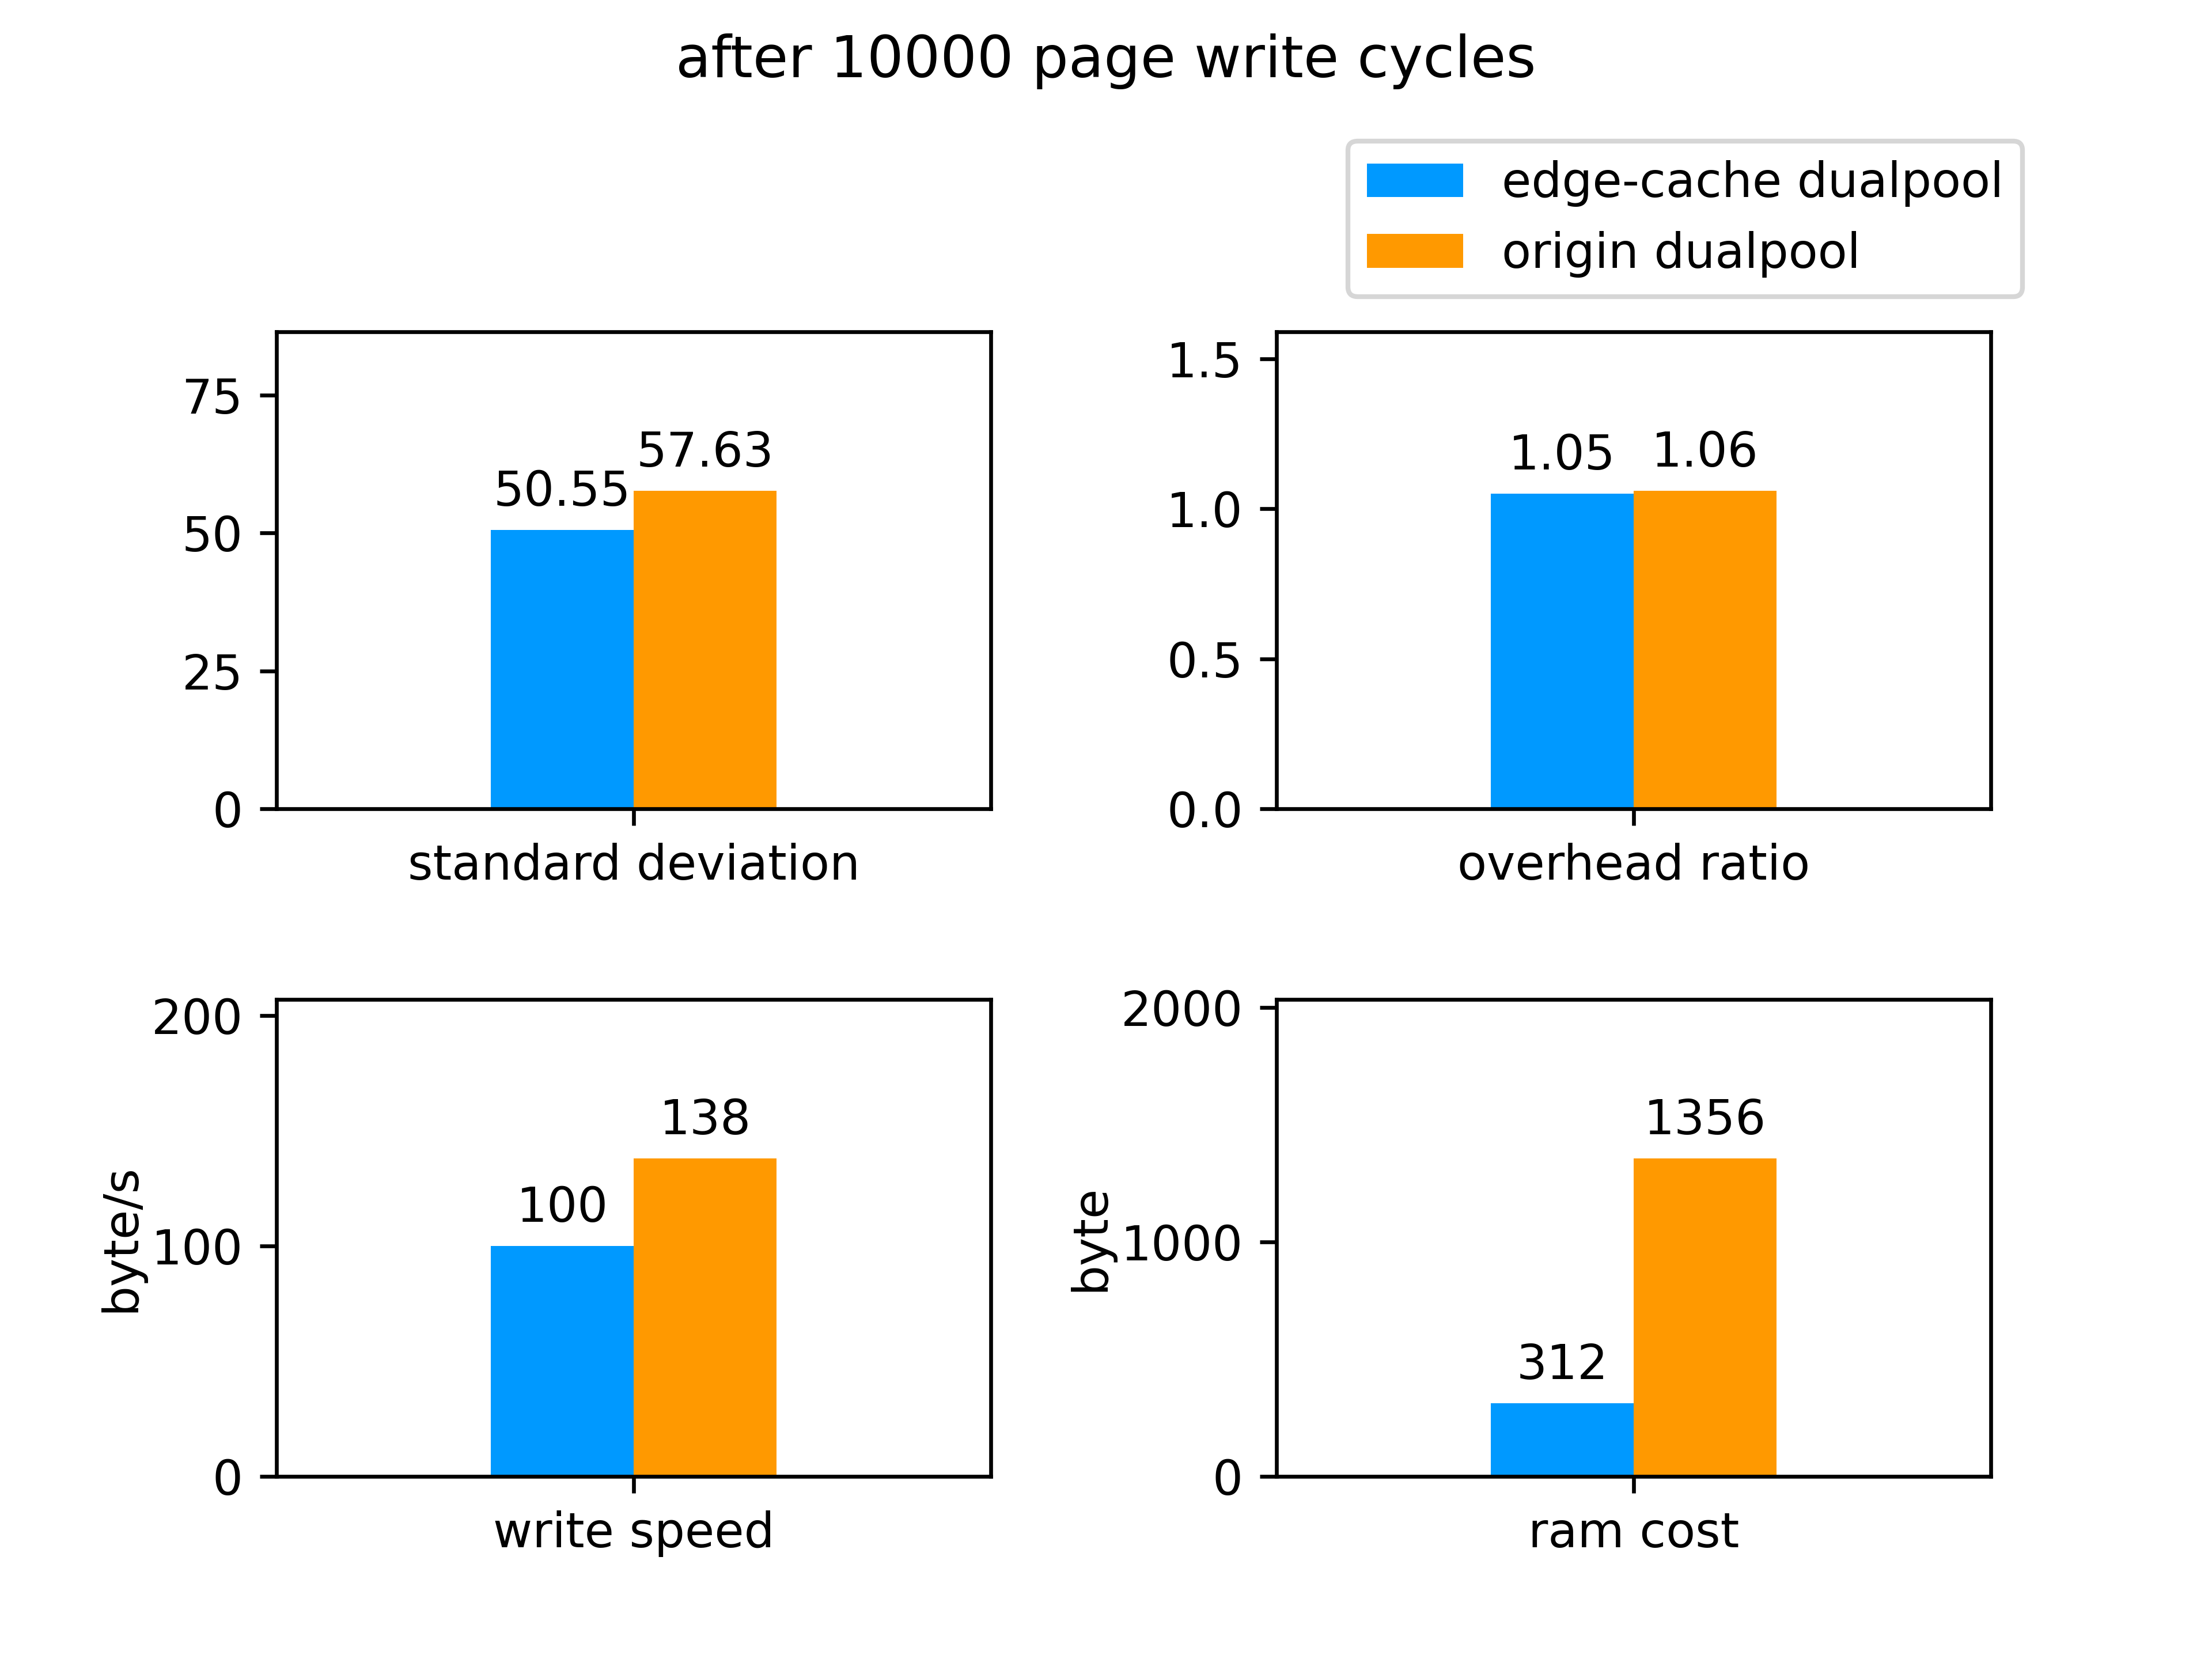 after 10000 page write cycles
edge-cache dualpool
origin dualpool
75
50
25
0
50.55
57.63
standard deviation
1.5
1.0
0.5
0.0
1.05
1.06
overhead ratio
byte/s
200
100
0
100
138
write speed
byte
2000
1000
0
312
1356
ram cost